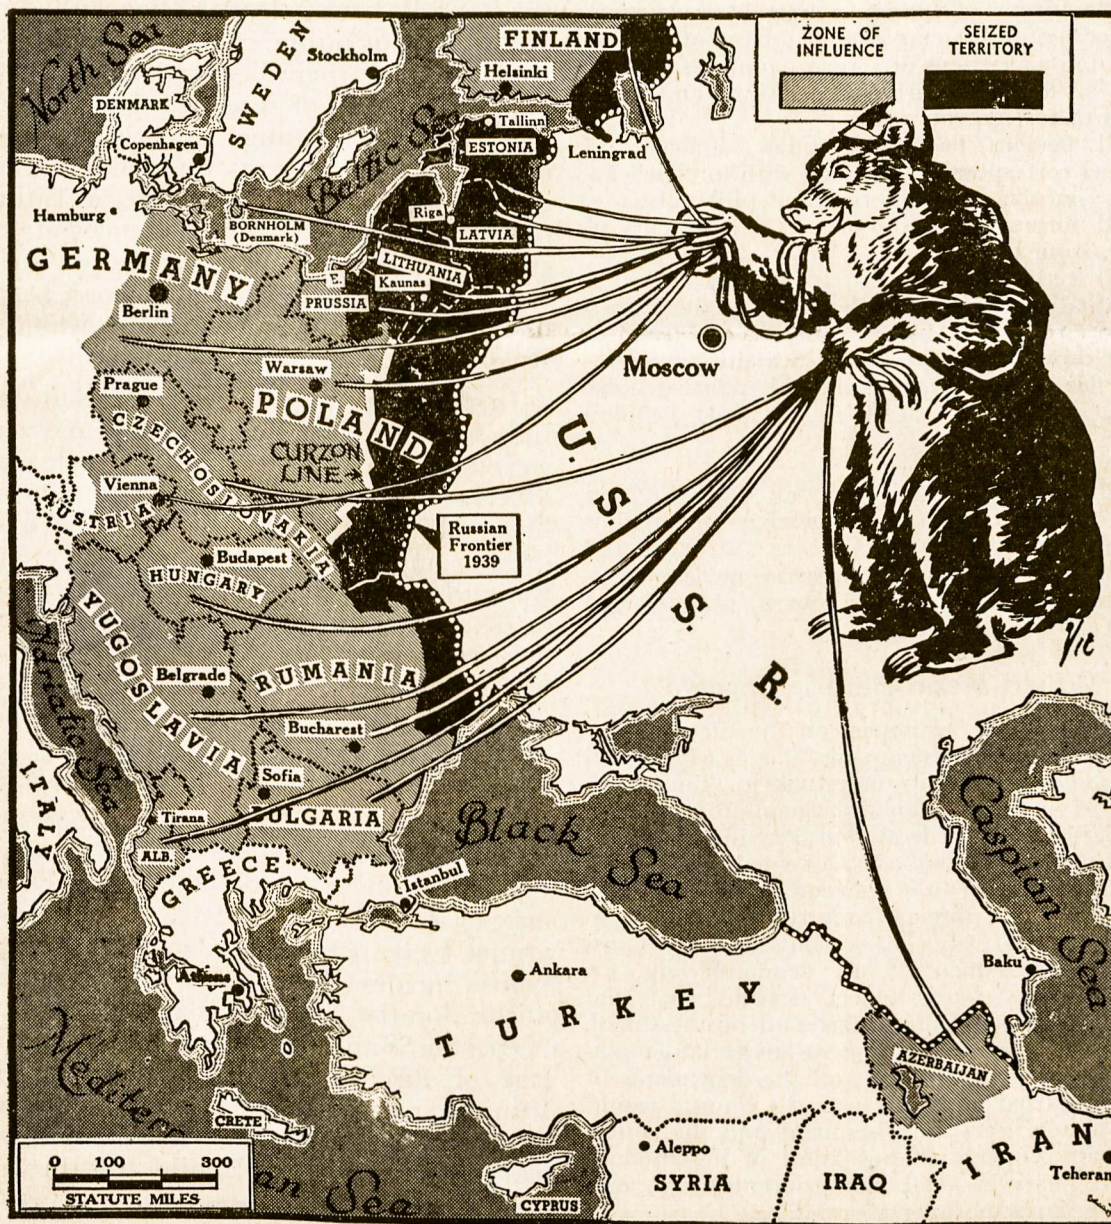 ZONE OF
INFLUENCE
SEIZED
TERRITORY
North Sea
SWEDEN
Stockholm
FINLAND
Helsinki
DENMARK
Copenhagen
Baltic Sea
Tallinn
ESTONIA
Leningrad
Hamburg
BORNHOLM
(Denmark)
Riga
LATVIA
GERMANY
LITHUANIA
Kaunas
E.
PRUSSIA
Berlin
Moscow
Warsaw
POLAND
Prague
CZECHOSLOVAKIA
CURZON
LINE
U. S. S. R.
Vienna
AUSTRIA
Russian
Frontier
1939
Budapest
HUNGARY
YUGOSLAVIA
Adriatic Sea
Belgrade
RUMANIA
Bucharest
ITALY
Sofia
BULGARIA
Tirana
ALB.
Black Sea
Caspian Sea
GREECE
Istanbul
Athens
Ankara
Baku
TURKEY
AZERBAIJAN
Mediterranean Sea
CRETE
0 100 300
STATUTE MILES
Aleppo
SYRIA
IRAQ
IRAN
Teheran
CYPRUS